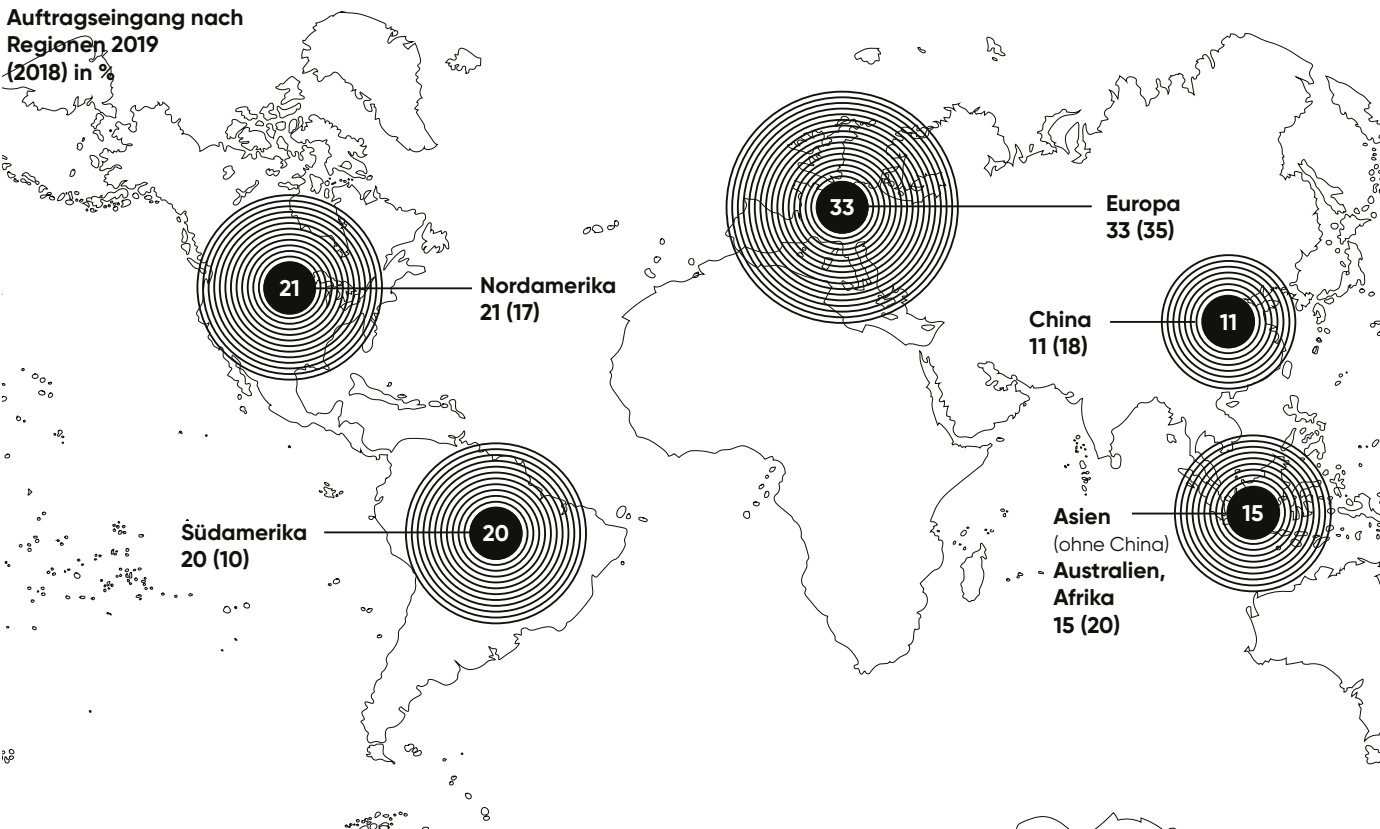 Auftragseingang nach
Regionen 2019
(2018) in %
33
Europa
33 (35)
21
Nordamerika
21 (17)
11
China
11 (18)
20
Südamerika
20 (10)
15
Asien
(ohne China)
Australien,
Afrika
15 (20)